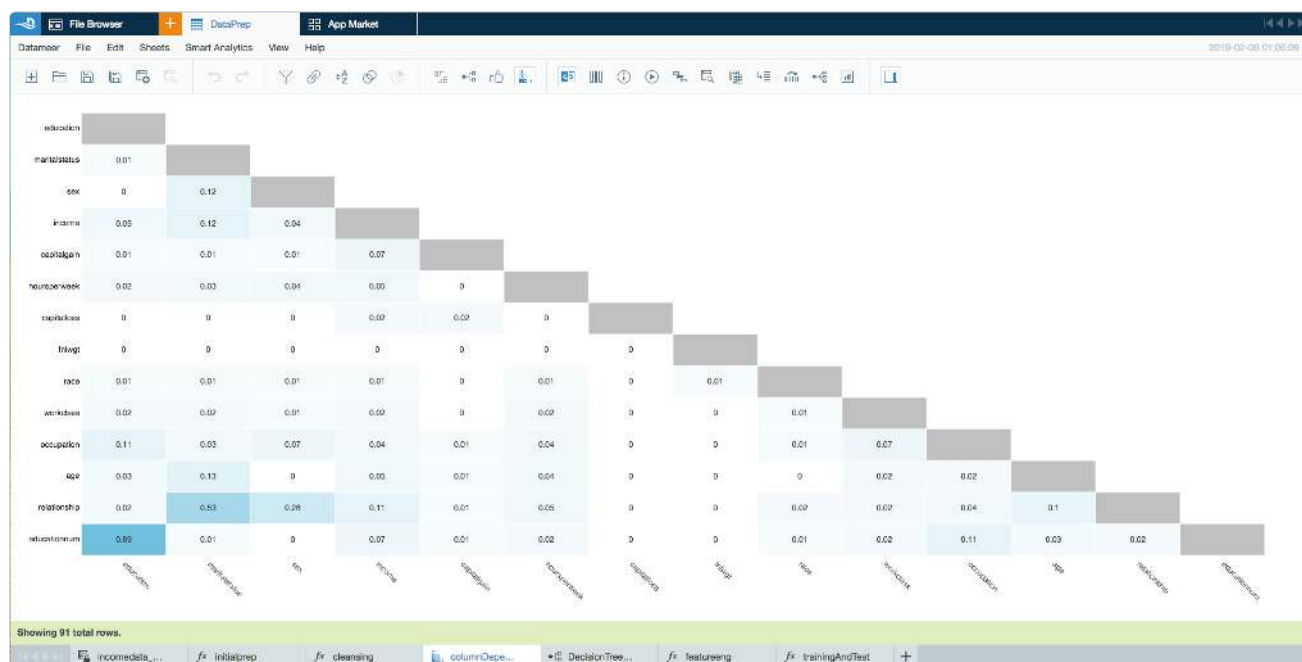 File Browser + DataPrep App Market
Datameer File Edit Sheets Smart Analytics View Help
education
maritalstatus 0.01
sex 0 0.12
income 0.05 0.12 0.04
capitalgain 0.01 0.01 0.01 0.07
hoursperweek 0.02 0.03 0.04 0.05 0
capitalloss 0 0 0 0.02 0.02 0
fnlwgt 0 0 0 0 0 0 0
race 0.01 0.01 0.01 0.01 0 0.01 0 0.01
workclass 0.02 0.02 0.01 0.02 0 0.02 0 0 0.01
occupation 0.11 0.03 0.07 0.04 0.01 0.04 0 0 0.01 0.07
age 0.03 0.13 0 0.05 0.01 0.04 0 0 0 0.02 0.02
relationship 0.02 0.53 0.28 0.11 0.01 0.05 0 0 0.02 0.02 0.04 0.1
educationnum 0.01 0 0.07 0.01 0.02 0 0 0.01 0.02 0.11 0.03 0.02
education maritalstatus sex income capitalgain hoursperweek capitalloss fnlwgt race workclass occupation age relationship educationnum
Showing 91 total rows.
incomedata_... fx initialprep fx cleansing columnDepe... DecisionTree... fx featureeng fx trainingAndTest +